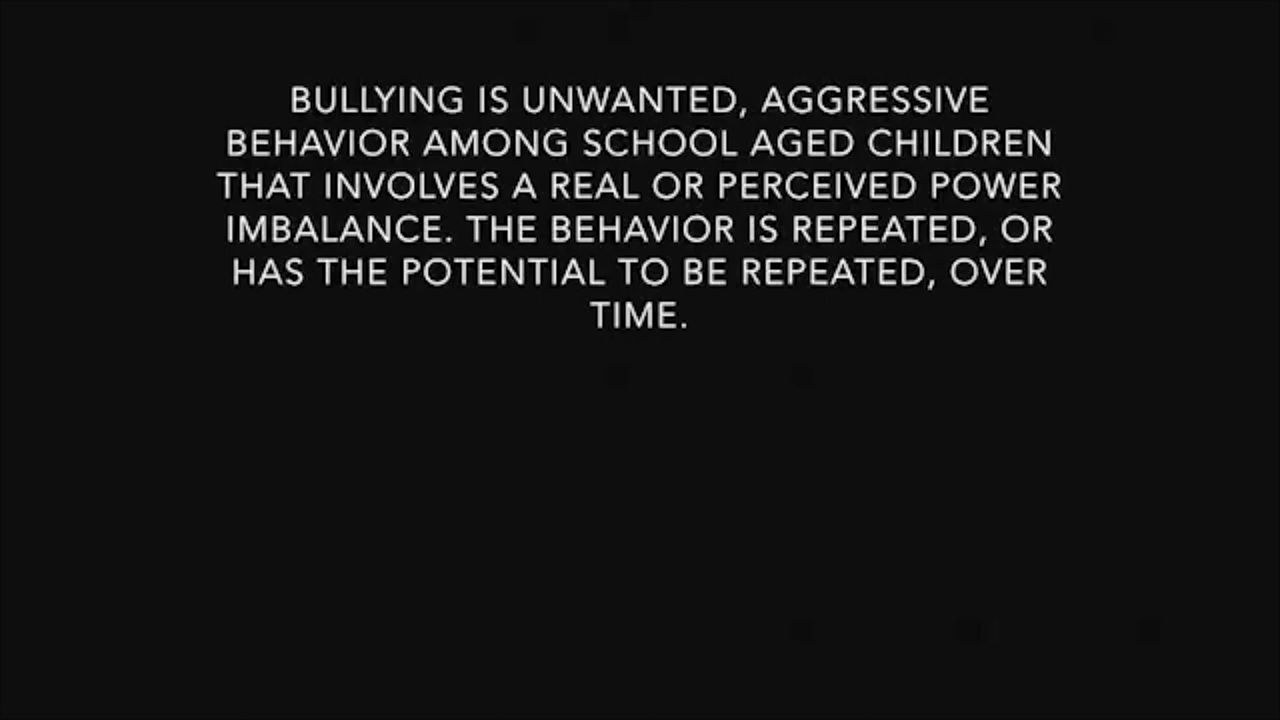 BULLYING IS UNWANTED, AGGRESSIVE
BEHAVIOR AMONG SCHOOL AGED CHILDREN
THAT INVOLVES A REAL OR PERCEIVED POWER
IMBALANCE. THE BEHAVIOR IS REPEATED, OR
HAS THE POTENTIAL TO BE REPEATED, OVER
TIME.